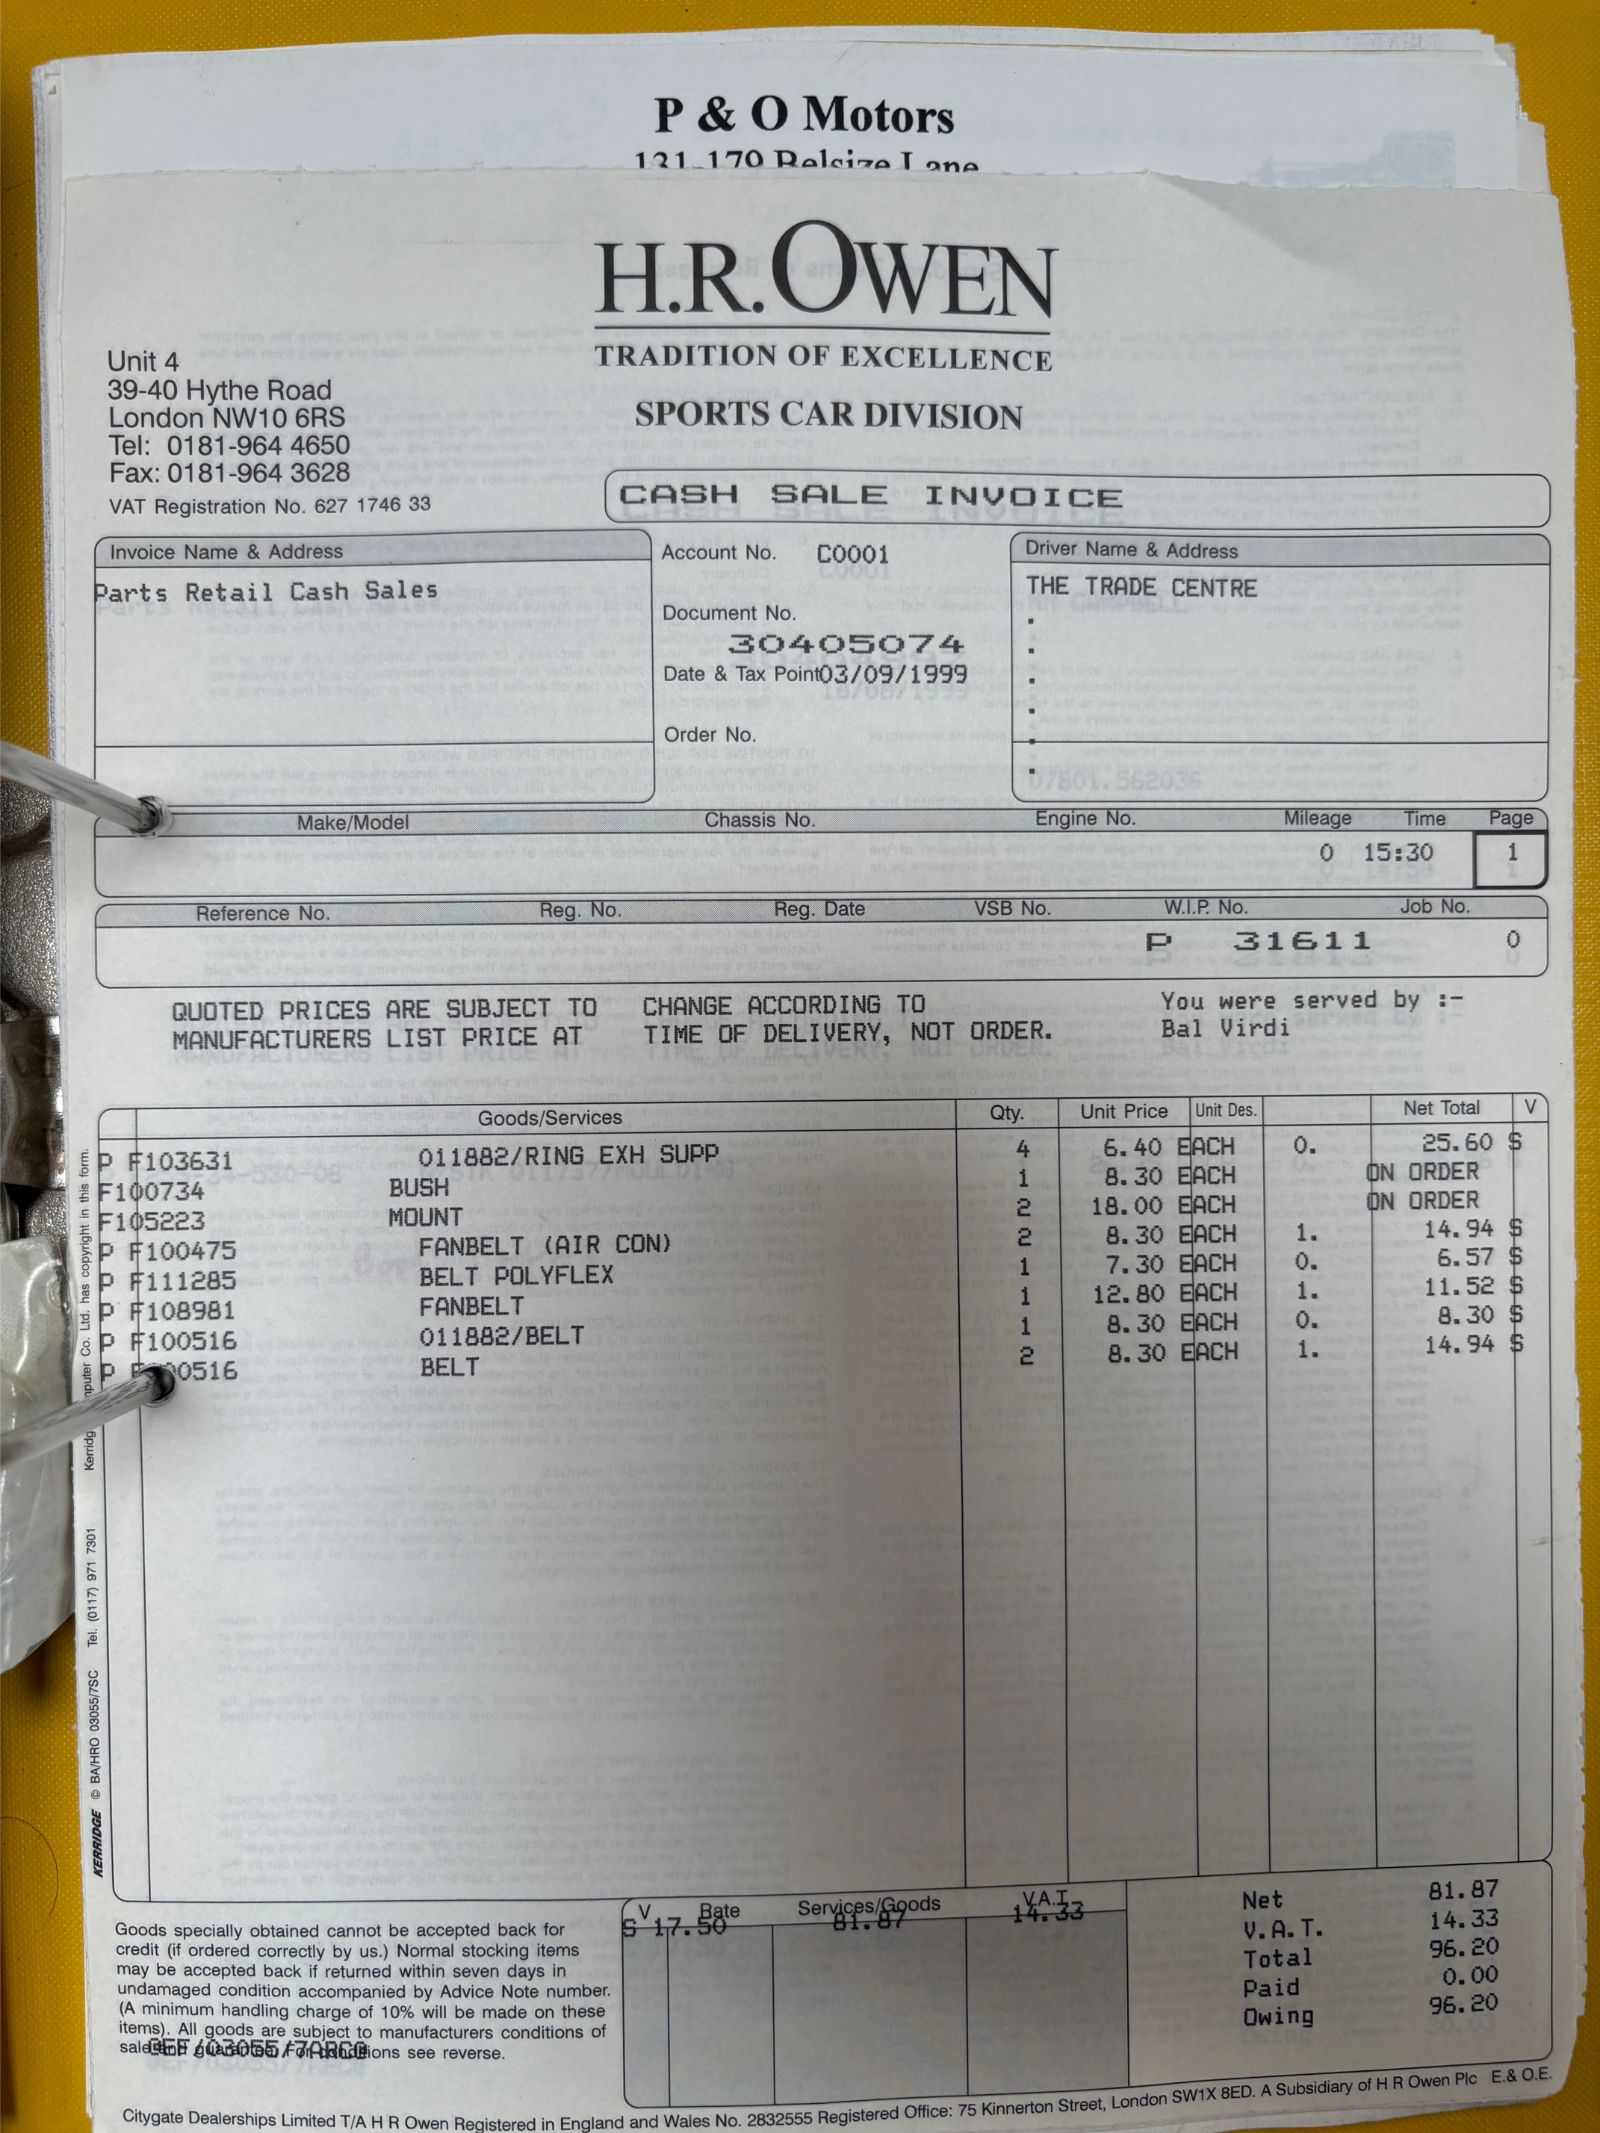 P & O Motors
131-179 Belsize Lane
H.R. OWEN
TRADITION OF EXCELLENCE
SPORTS CAR DIVISION
Unit 4
39-40 Hythe Road
London NW10 6RS
Tel: 0181-964 4650
Fax: 0181-964 3628
VAT Registration No. 627 1746 33
CASH SALE INVOICE
Invoice Name & Address
Parts Retail Cash Sales
Account No. C0001
Document No.
30405074
Date & Tax Point 03/09/1999
Order No.
Driver Name & Address
THE TRADE CENTRE
.
.
.
.
.
.
Make/Model Chassis No. Engine No. Mileage Time Page
0 15:30 1
Reference No. Reg. No. Reg. Date VSB No. W.I.P. No. Job No.
P 31611 0
QUOTED PRICES ARE SUBJECT TO CHANGE ACCORDING TO
MANUFACTURERS LIST PRICE AT TIME OF DELIVERY, NOT ORDER.
You were served by :-
Bal Virdi
Goods/Services Qty. Unit Price Unit Des. Net Total V
P F103631 011882/RING EXH SUPP 4 6.40 EACH 0. 25.60 S
F100734 BUSH 1 8.30 EACH ON ORDER
F105223 MOUNT 2 18.00 EACH ON ORDER
P F100475 FANBELT (AIR CON) 2 8.30 EACH 1. 14.94 S
P F111285 BELT POLYFLEX 1 7.30 EACH 0. 6.57 S
P F108981 FANBELT 1 12.80 EACH 1. 11.52 S
P F100516 011882/BELT 1 8.30 EACH 0. 8.30 S
P F100516 BELT 2 8.30 EACH 1. 14.94 S
KERRIDGE © BA/HRO 03055/7SC Tel. (0117) 971 7301 Kerridge Computer Co. Ltd. has copyright in this form.
V Rate Services/Goods V.A.T.
S 17.50 81.87 14.33
Net 81.87
V.A.T. 14.33
Total 96.20
Paid 0.00
Owing 96.20
Goods specially obtained cannot be accepted back for
credit (if ordered correctly by us.) Normal stocking items
may be accepted back if returned within seven days in
undamaged condition accompanied by Advice Note number.
(A minimum handling charge of 10% will be made on these
items). All goods are subject to manufacturers conditions of
sale and guarantee. For conditions see reverse.
Citygate Dealerships Limited T/A H R Owen Registered in England and Wales No. 2832555 Registered Office: 75 Kinnerton Street, London SW1X 8ED. A Subsidiary of H R Owen Plc E.& O.E.